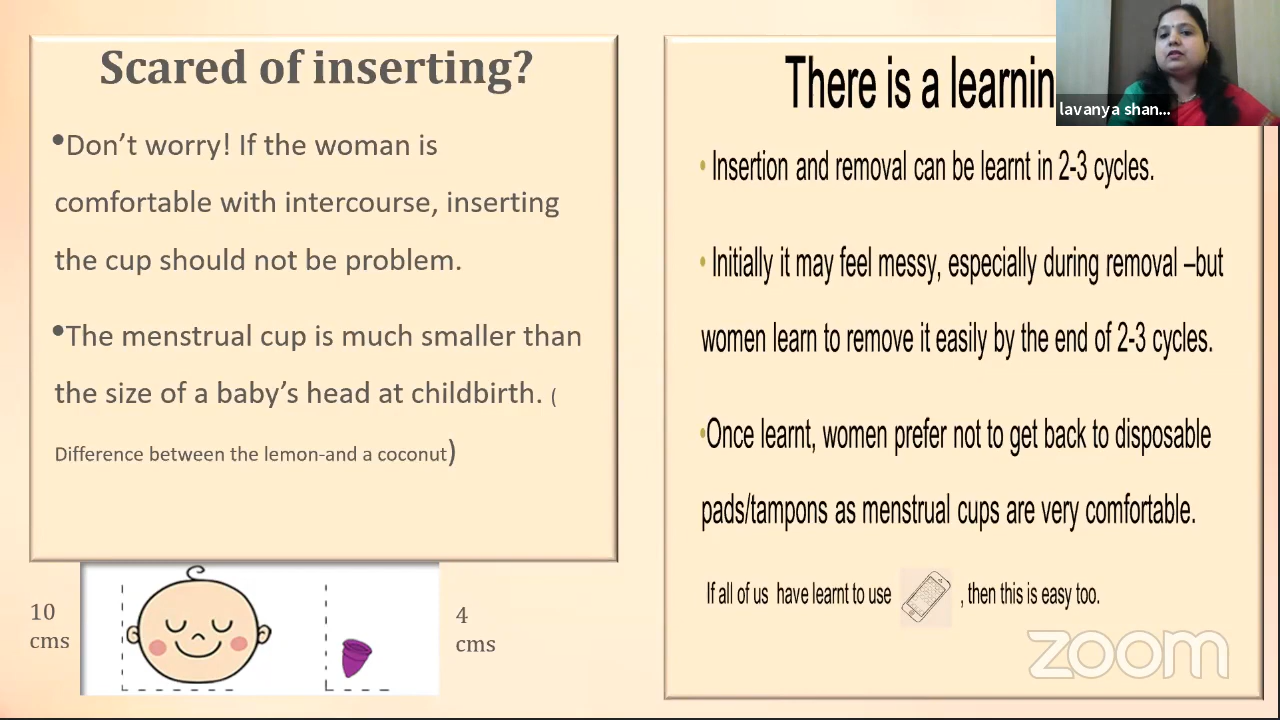 Scared of inserting?
•Don’t worry! If the woman is
comfortable with intercourse, inserting
the cup should not be problem.
•The menstrual cup is much smaller than
the size of a baby’s head at childbirth. (
Difference between the lemon-and a coconut)
10
cms
4
cms
There is a learnin
• Insertion and removal can be learnt in 2-3 cycles.
• Initially it may feel messy, especially during removal –but
women learn to remove it easily by the end of 2-3 cycles.
•Once learnt, women prefer not to get back to disposable
pads/tampons as menstrual cups are very comfortable.
If all of us have learnt to use , then this is easy too.
lavanya shan...
zoom